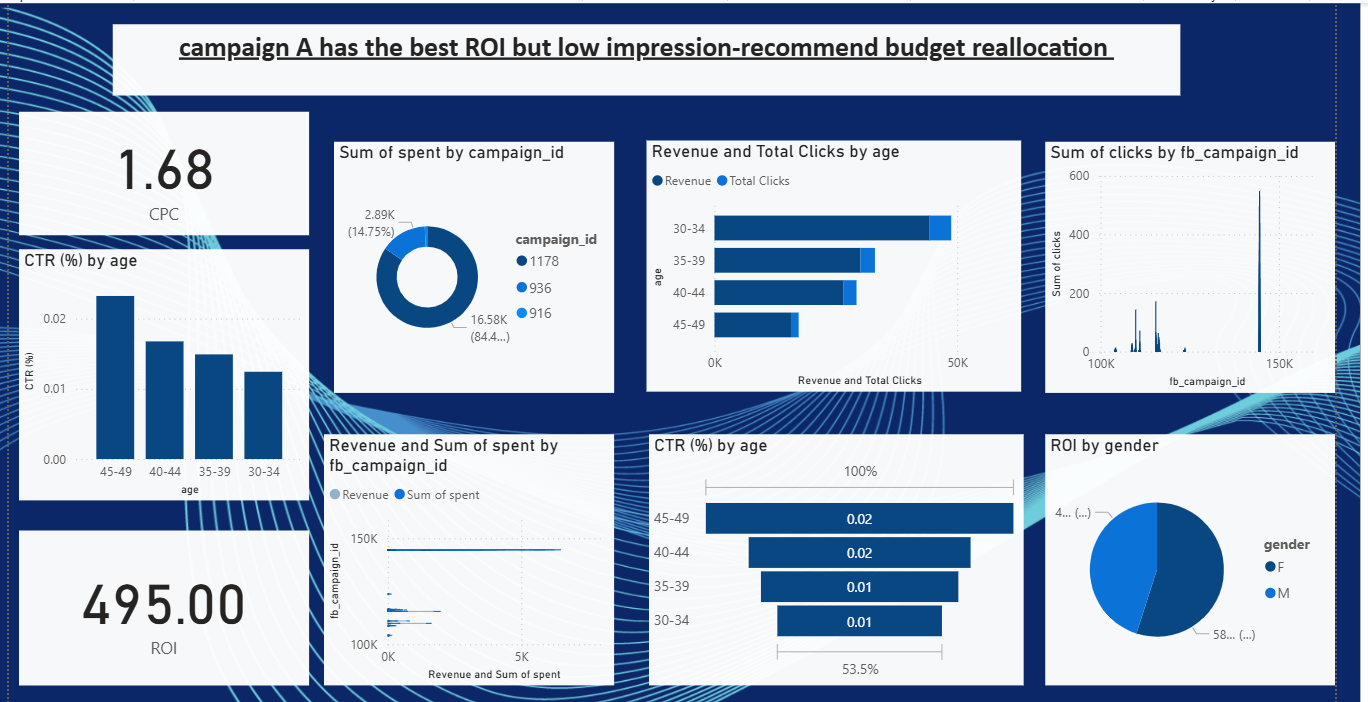 campaign A has the best ROI but low impression-recommend budget reallocation
1.68
CPC
CTR (%) by age
0.02
0.01
0.00
CTR (%)
45-49
40-44
35-39
30-34
age
495.00
ROI
Sum of spent by campaign_id
2.89K
(14.75%)
16.58K
(84.4...)
campaign_id
1178
936
916
Revenue and Total Clicks by age
Revenue
Total Clicks
30-34
35-39
40-44
45-49
age
0K
50K
Revenue and Total Clicks
Sum of clicks by fb_campaign_id
600
400
200
0
Sum of clicks
100K
150K
fb_campaign_id
Revenue and Sum of spent by
fb_campaign_id
Revenue
Sum of spent
150K
100K
fb_campaign_id
0K
5K
Revenue and Sum of spent
CTR (%) by age
100%
45-49
0.02
40-44
0.02
35-39
0.01
30-34
0.01
53.5%
ROI by gender
4... (...)
58... (...)
gender
F
M